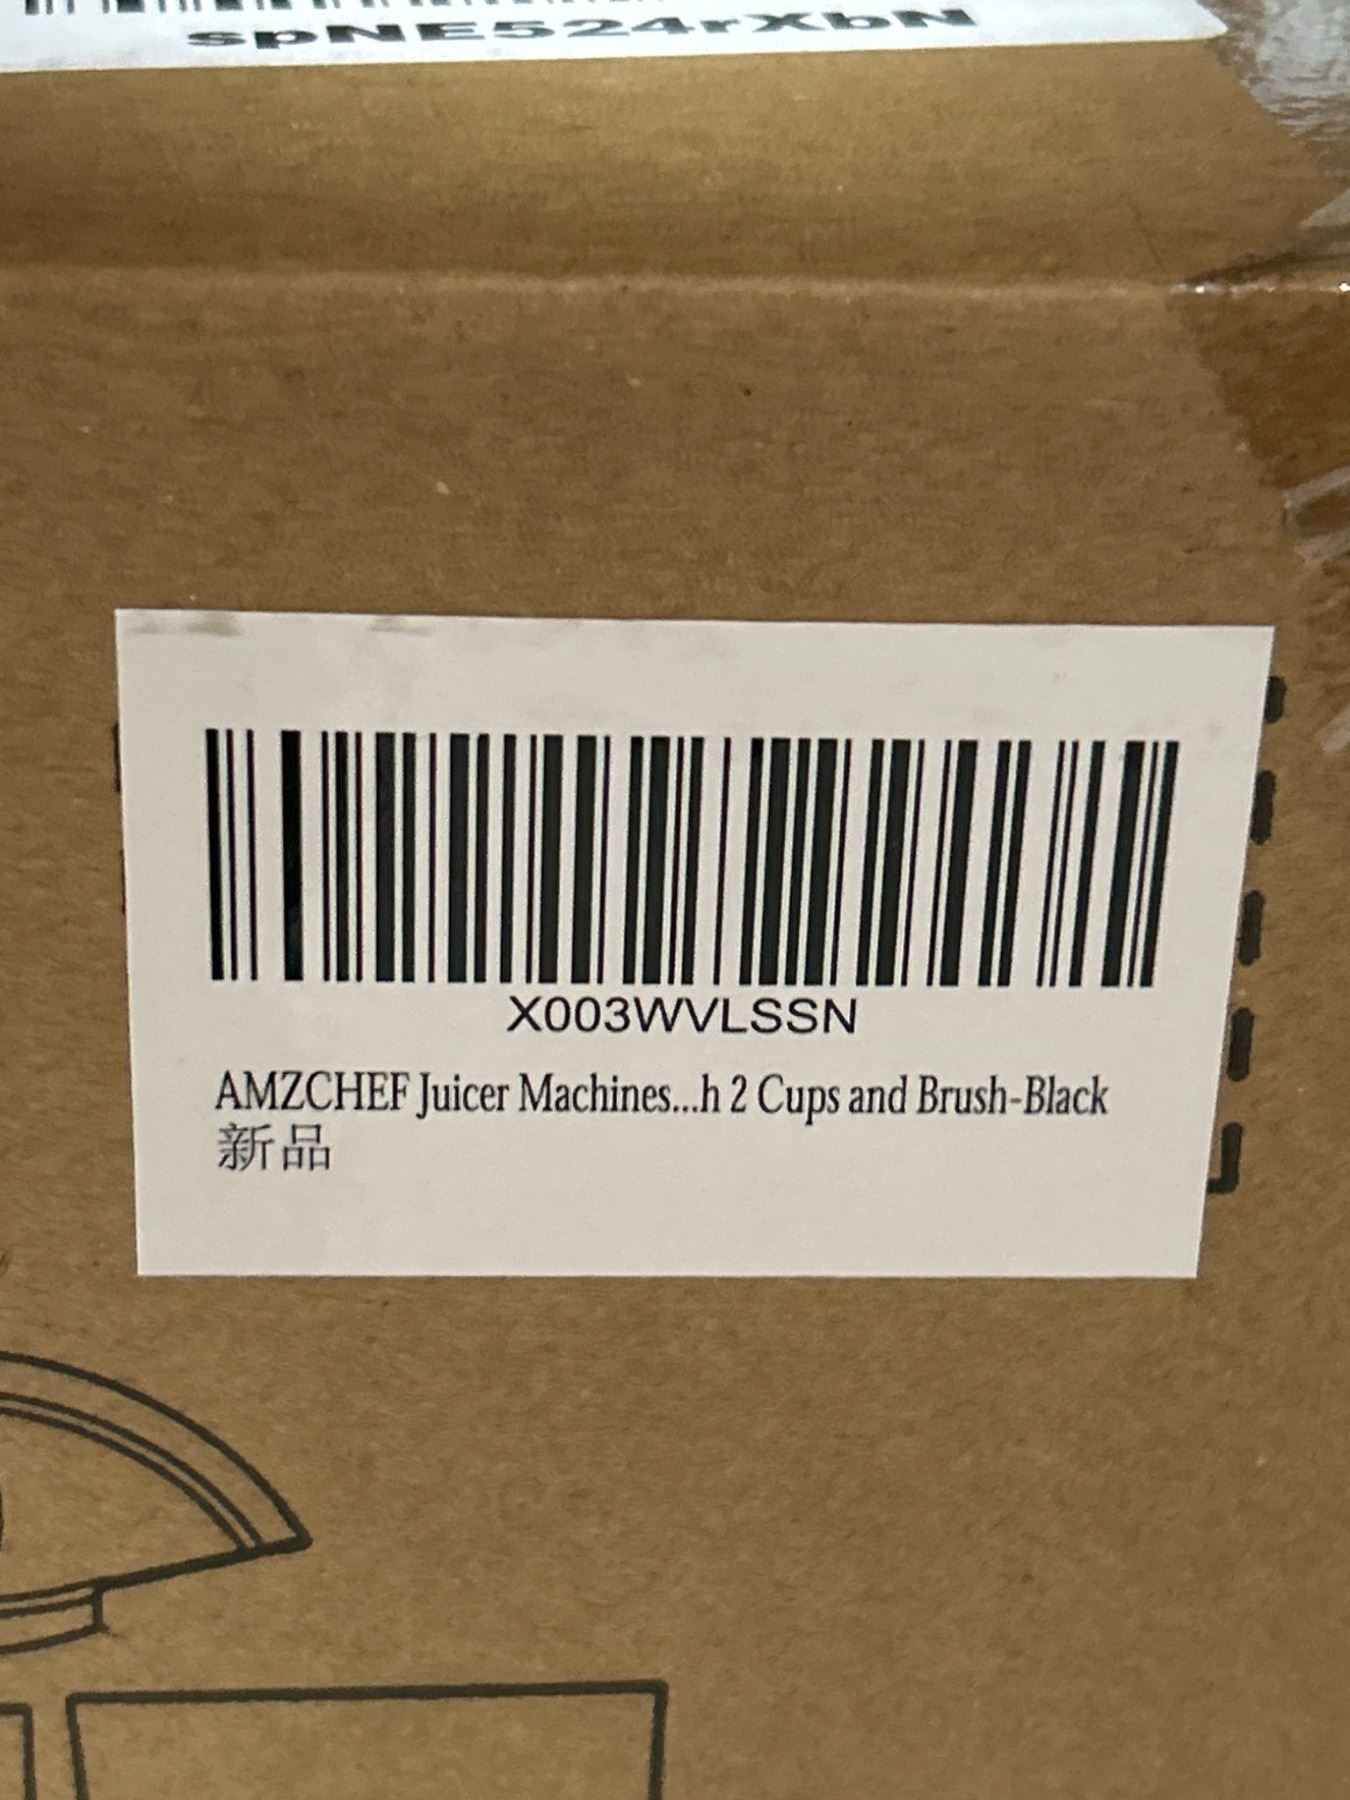 spNE524rXbN
X003WVLSSN
AMZCHEF Juicer Machines...h 2 Cups and Brush-Black
新品